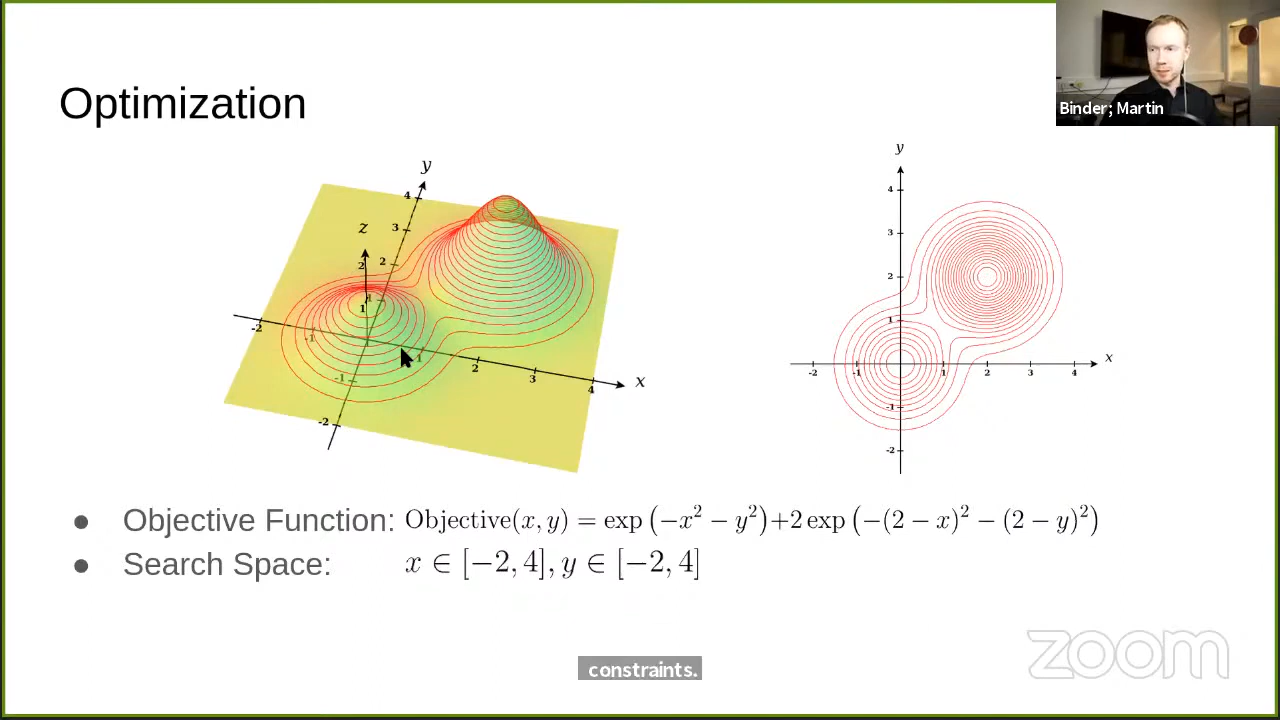 Binder; Martin
Optimization
y
4
3
2
1
-1
-2
z
2
1
-2
-1
1
2
3
4
x
y
4
3
2
1
-1
-2
-2
-1
1
2
3
4
x
● Objective Function: Objective(x, y) = exp (−x² − y²)+2 exp (−(2 − x)² − (2 − y)²)
● Search Space: x ∈ [−2, 4], y ∈ [−2, 4]
zoom
constraints.